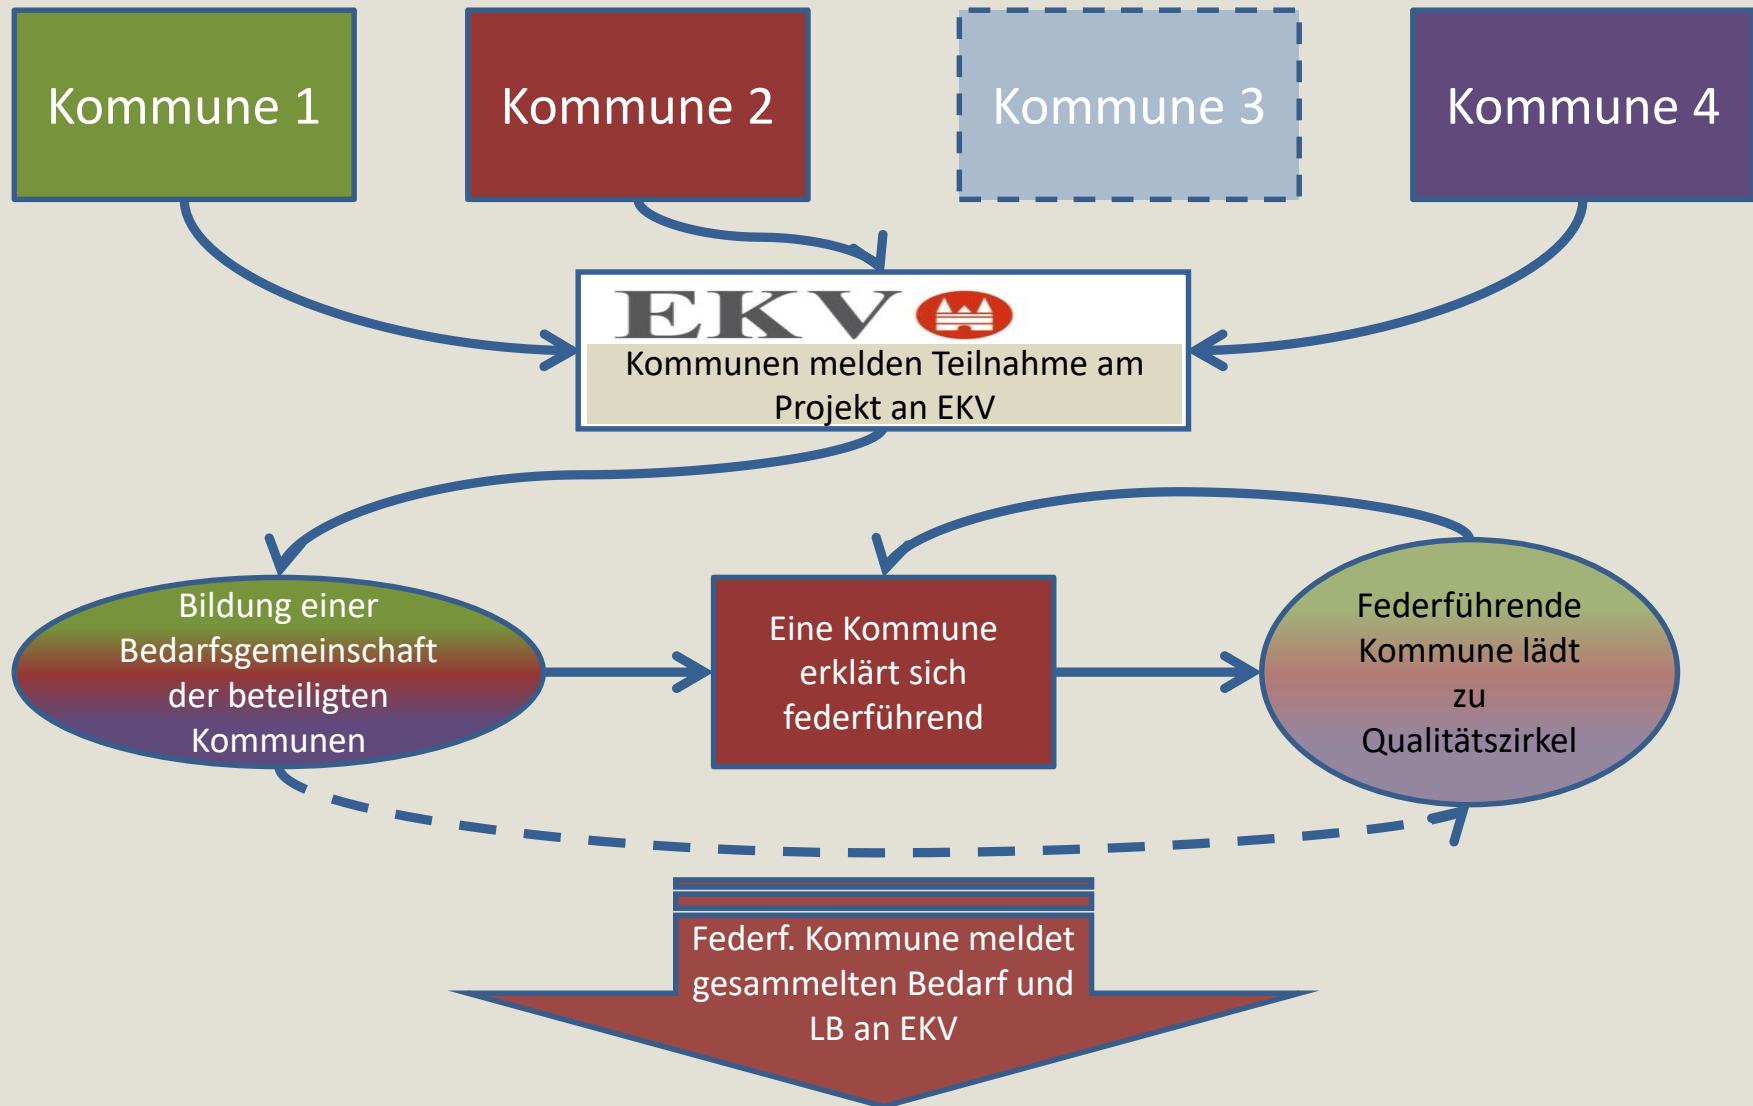 Kommune 1
Kommune 2
Kommune 3
Kommune 4
EKV
Kommunen melden Teilnahme am
Projekt an EKV
Bildung einer
Bedarfsgemeinschaft
der beteiligten
Kommunen
Eine Kommune
erklärt sich
federführend
Federführende
Kommune lädt
zu
Qualitätszirkel
Federf. Kommune meldet
gesammelten Bedarf und
LB an EKV